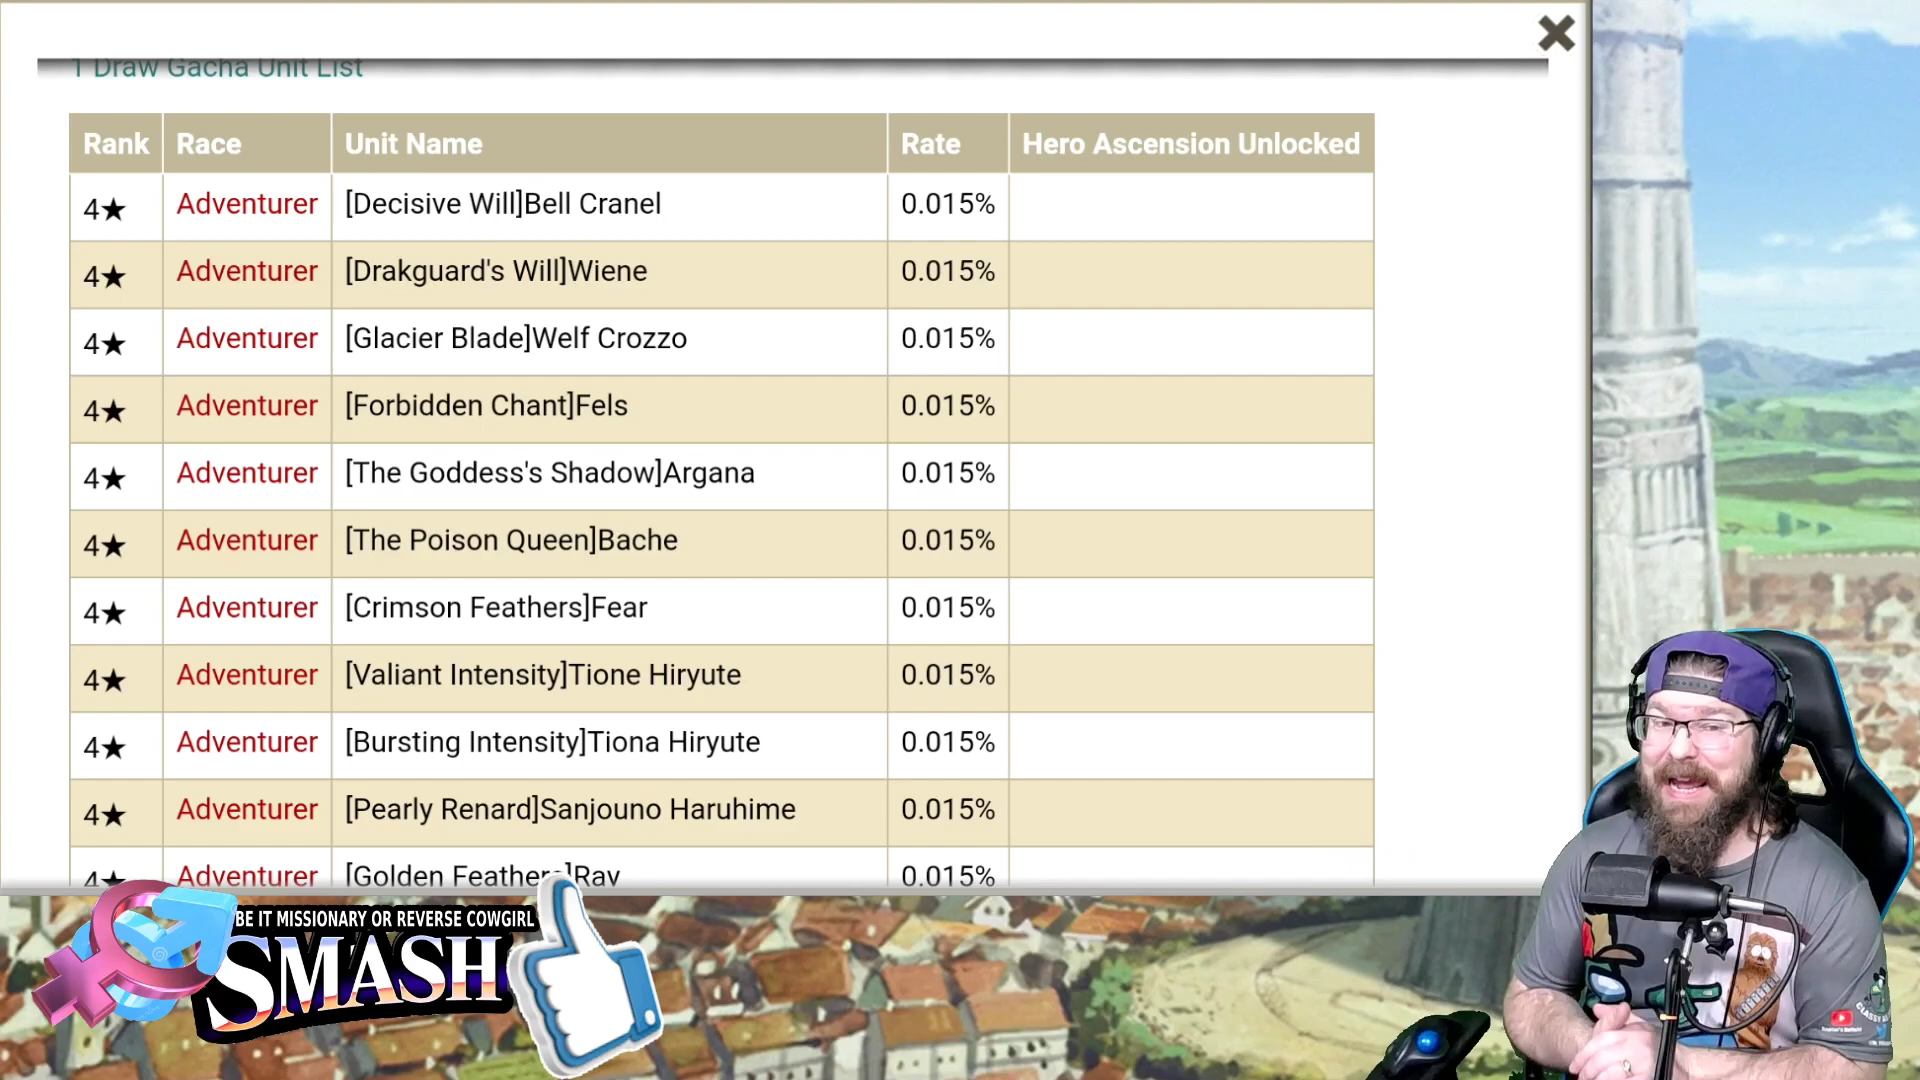 1 Draw Gacha Unit List
Rank Race Unit Name Rate Hero Ascension Unlocked
4★ Adventurer [Decisive Will]Bell Cranel 0.015%
4★ Adventurer [Drakguard's Will]Wiene 0.015%
4★ Adventurer [Glacier Blade]Welf Crozzo 0.015%
4★ Adventurer [Forbidden Chant]Fels 0.015%
4★ Adventurer [The Goddess's Shadow]Argana 0.015%
4★ Adventurer [The Poison Queen]Bache 0.015%
4★ Adventurer [Crimson Feathers]Fear 0.015%
4★ Adventurer [Valiant Intensity]Tione Hiryute 0.015%
4★ Adventurer [Bursting Intensity]Tiona Hiryute 0.015%
4★ Adventurer [Pearly Renard]Sanjouno Haruhime 0.015%
4★ Adventurer [Golden Feathers]Ray 0.015%
BE IT MISSIONARY OR REVERSE COWGIRL
SMASH